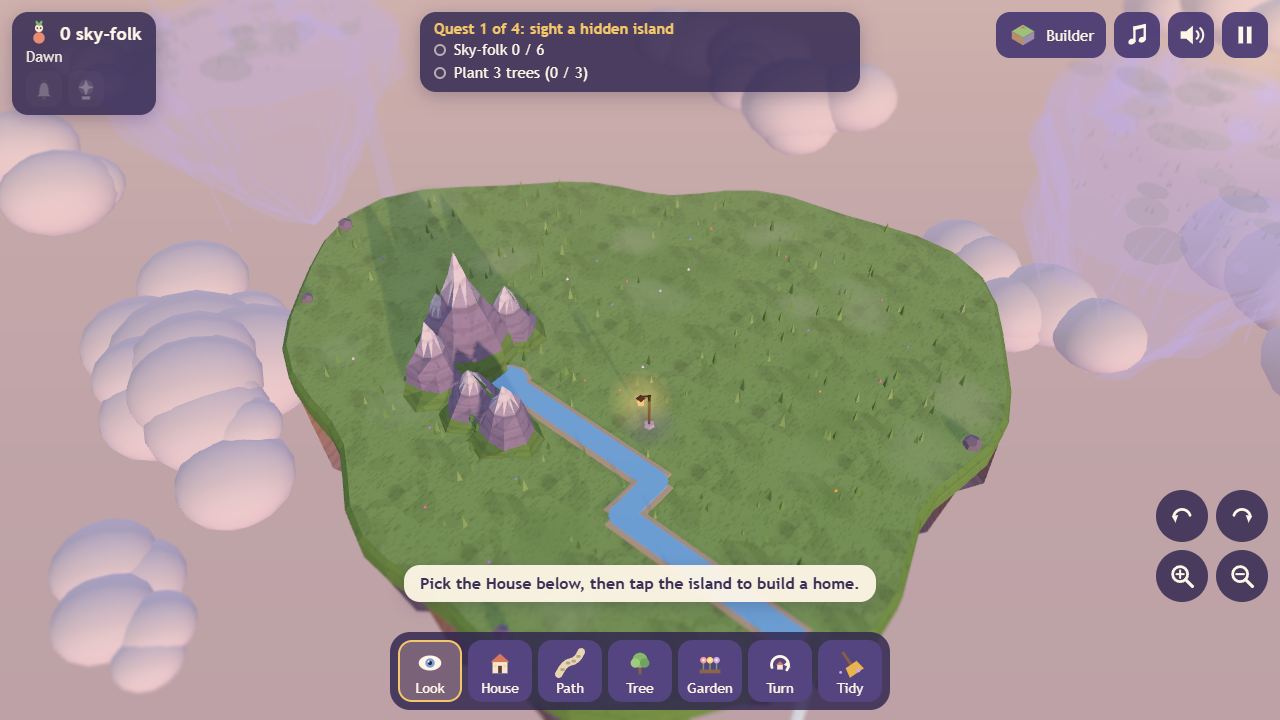 0 sky-folk
Dawn
Quest 1 of 4: sight a hidden island
Sky-folk 0 / 6
Plant 3 trees (0 / 3)
Builder
Pick the House below, then tap the island to build a home.
Look
House
Path
Tree
Garden
Turn
Tidy